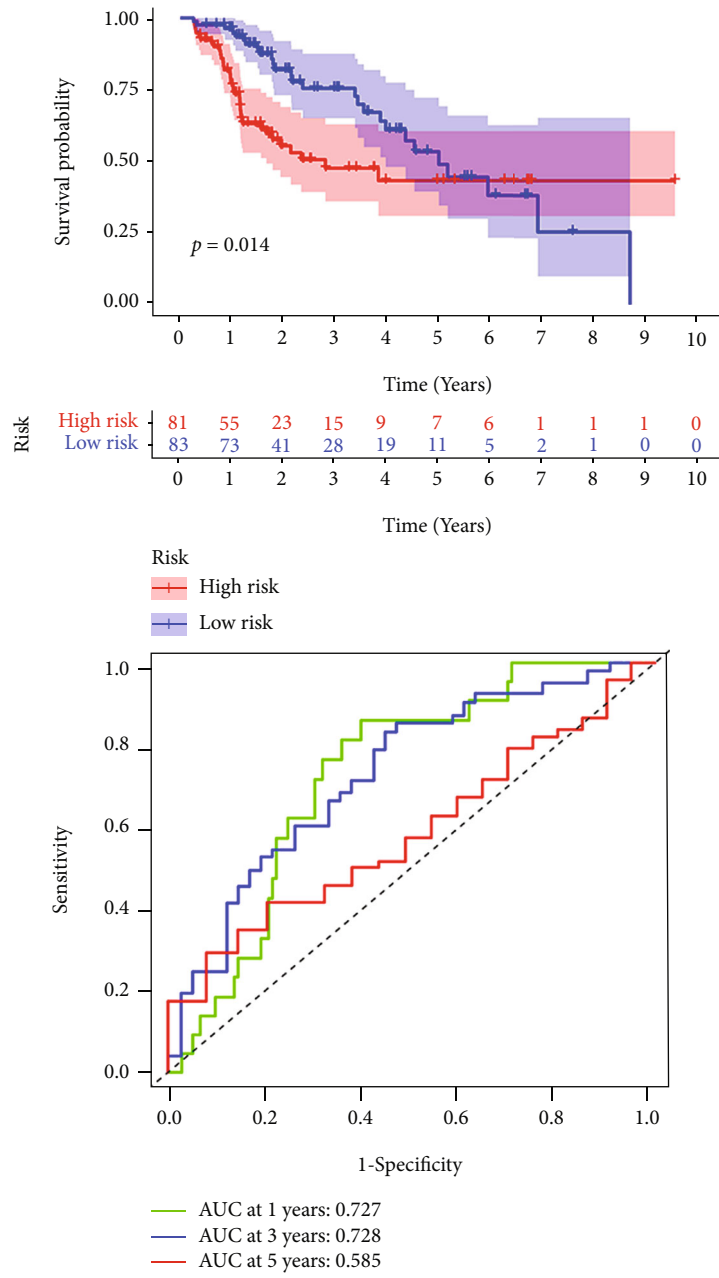 1.00
0.75
0.50
0.25
0.00
Survival probability
p = 0.014
0 1 2 3 4 5 6 7 8 9 10
Time (Years)
Risk
High risk 81 55 23 15 9 7 6 1 1 1 0
Low risk 83 73 41 28 19 11 5 2 1 0 0
0 1 2 3 4 5 6 7 8 9 10
Time (Years)
Risk
High risk
Low risk
1.0
0.8
0.6
0.4
0.2
0.0
Sensitivity
0.0 0.2 0.4 0.6 0.8 1.0
1-Specificity
AUC at 1 years: 0.727
AUC at 3 years: 0.728
AUC at 5 years: 0.585